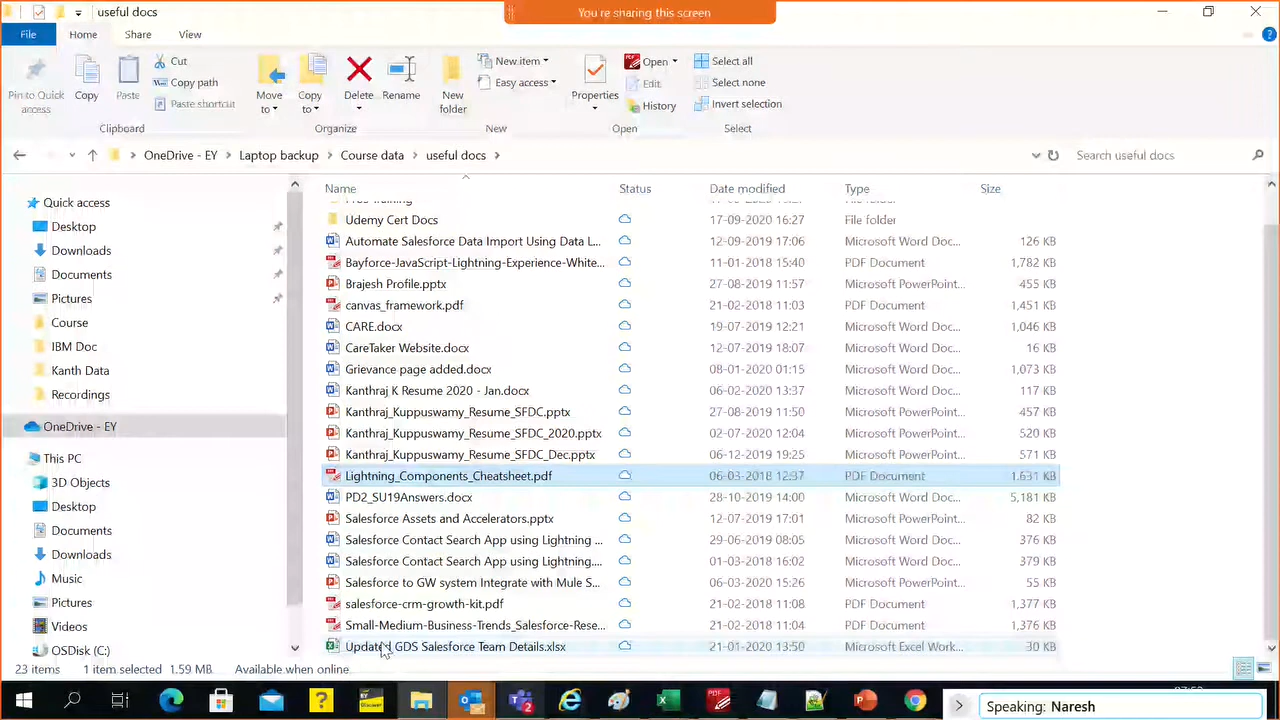 useful docs
You're sharing this screen
File Home Share View
Pin to Quick access
Copy
Paste
Cut
Copy path
Paste shortcut
Clipboard
Move to
Copy to
Delete
Rename
Organize
New folder
New item
Easy access
New
Properties
Open
Edit
History
Open
Select all
Select none
Invert selection
Select
OneDrive - EY > Laptop backup > Course data > useful docs >
Search useful docs
Quick access
Desktop
Downloads
Documents
Pictures
Course
IBM Doc
Kanth Data
Recordings
OneDrive - EY
This PC
3D Objects
Desktop
Documents
Downloads
Music
Pictures
Videos
OSDisk (C:)
Name Status Date modified Type Size
Udemy Cert Docs 17-09-2020 16:27 File folder
Automate Salesforce Data Import Using Data L... 12-09-2019 17:06 Microsoft Word Doc... 126 KB
Bayforce-JavaScript-Lightning-Experience-White... 11-01-2018 15:40 PDF Document 1,782 KB
Brajesh Profile.pptx 27-08-2019 11:57 Microsoft PowerPoint... 455 KB
canvas_framework.pdf 21-02-2018 11:03 PDF Document 1,451 KB
CARE.docx 19-07-2019 12:21 Microsoft Word Doc... 1,046 KB
CareTaker Website.docx 12-07-2019 18:07 Microsoft Word Doc... 16 KB
Grievance page added.docx 08-01-2020 01:15 Microsoft Word Doc... 1,073 KB
Kanthraj K Resume 2020 - Jan.docx 06-02-2020 13:37 Microsoft Word Doc... 117 KB
Kanthraj_Kuppuswamy_Resume_SFDC.pptx 27-08-2019 11:50 Microsoft PowerPoint... 457 KB
Kanthraj_Kuppuswamy_Resume_SFDC_2020.pptx 02-07-2020 12:04 Microsoft PowerPoint... 520 KB
Kanthraj_Kuppuswamy_Resume_SFDC_Dec.pptx 06-12-2019 19:25 Microsoft PowerPoint... 571 KB
Lightning_Components_Cheatsheet.pdf 06-03-2018 12:37 PDF Document 1,631 KB
PD2_SU19Answers.docx 28-10-2019 14:00 Microsoft Word Doc... 5,181 KB
Salesforce Assets and Accelerators.pptx 12-07-2019 17:01 Microsoft PowerPoint... 82 KB
Salesforce Contact Search App using Lightning ... 29-06-2019 08:05 Microsoft Word Doc... 376 KB
Salesforce Contact Search App using Lightning.... 01-03-2018 16:02 Microsoft Word Doc... 379 KB
Salesforce to GW system Integrate with Mule S... 06-03-2020 15:26 Microsoft PowerPoint... 55 KB
salesforce-crm-growth-kit.pdf 21-02-2018 11:08 PDF Document 1,377 KB
Small-Medium-Business-Trends_Salesforce-Rese... 21-02-2018 11:04 PDF Document 1,376 KB
Updated GDS Salesforce Team Details.xlsx 21-01-2020 13:50 Microsoft Excel Work... 30 KB
23 items 1 item selected 1.59 MB Available when online
Speaking: Naresh